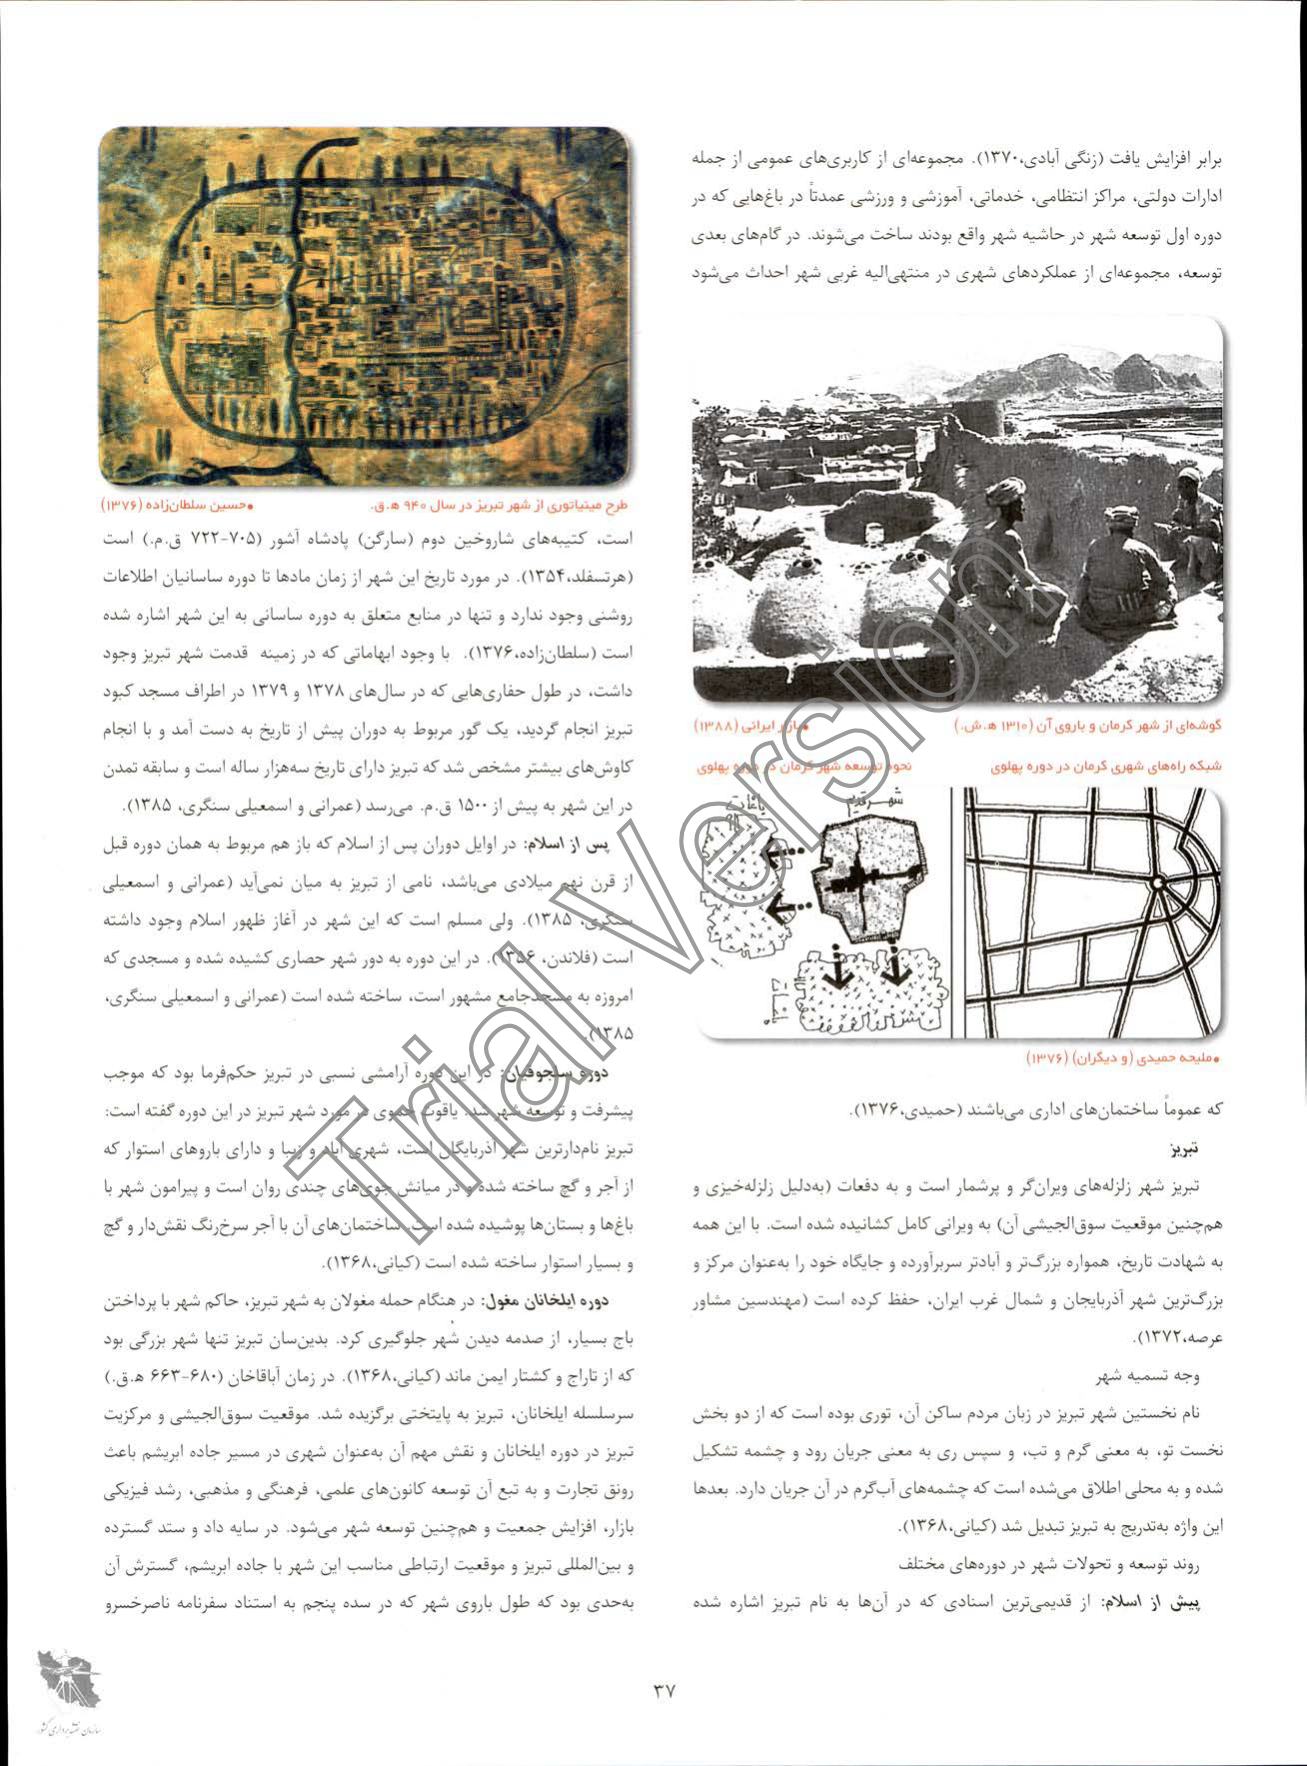 برابر افزایش یافت (زنگی آبادی،۱۳۷۰). مجموعه‌ای از کاربری‌های عمومی از جمله
ادارات دولتی، مراکز انتظامی، خدماتی، آموزشی و ورزشی عمدتاً در باغ‌هایی که در
دوره اول توسعه شهر در حاشیه شهر واقع بودند ساخت می‌شوند. در گام‌های بعدی
توسعه، مجموعه‌ای از عملکردهای شهری در منتهی‌الیه غربی شهر احداث می‌شود
گوشه‌ای از شهر کرمان و باروی آن (۱۳۱۰ ه.ش.)
بازار ایرانی (۱۳۸۸)
شبکه راه‌های شهری کرمان در دوره پهلوی
نحوه توسعه شهر کرمان در دوره پهلوی
شهر قدیم
باغات
باغات
●ملیحه حمیدی (و دیگران) (۱۳۷۶)
که عموماً ساختمان‌های اداری می‌باشند (حمیدی،۱۳۷۶).
تبریز
تبریز شهر زلزله‌های ویران‌گر و پرشمار است و به دفعات (به‌دلیل زلزله‌خیزی و
هم‌چنین موقعیت سوق‌الجیشی آن) به ویرانی کامل کشانیده شده است. با این همه
به شهادت تاریخ، همواره بزرگ‌تر و آبادتر سربرآورده و جایگاه خود را به‌عنوان مرکز و
بزرگ‌ترین شهر آذربایجان و شمال غرب ایران، حفظ کرده است (مهندسین مشاور
عرصه،۱۳۷۲).
وجه تسمیه شهر
نام نخستین شهر تبریز در زبان مردم ساکن آن، توری بوده است که از دو بخش
نخست تو، به معنی گرم و تب، و سپس ری به معنی جریان رود و چشمه تشکیل
شده و به محلی اطلاق می‌شده است که چشمه‌های آب‌گرم در آن جریان دارد. بعدها
این واژه به‌تدریج به تبریز تبدیل شد (کیانی،۱۳۶۸).
روند توسعه و تحولات شهر در دوره‌های مختلف
پیش از اسلام: از قدیمی‌ترین اسنادی که در آن‌ها به نام تبریز اشاره شده
طرح مینیاتوری از شهر تبریز در سال ۹۴۰ ه.ق.
●حسین سلطان‌زاده (۱۳۷۶)
است، کتیبه‌های شاروخین دوم (سارگن) پادشاه آشور (۷۰۵-۷۲۲ ق.م.) است
(هرتسفلد،۱۳۵۴). در مورد تاریخ این شهر از زمان مادها تا دوره ساسانیان اطلاعات
روشنی وجود ندارد و تنها در منابع متعلق به دوره ساسانی به این شهر اشاره شده
است (سلطان‌زاده،۱۳۷۶). با وجود ابهاماتی که در زمینه قدمت شهر تبریز وجود
داشت، در طول حفاری‌هایی که در سال‌های ۱۳۷۸ و ۱۳۷۹ در اطراف مسجد کبود
تبریز انجام گردید، یک گور مربوط به دوران پیش از تاریخ به دست آمد و با انجام
کاوش‌های بیشتر مشخص شد که تبریز دارای تاریخ سه‌هزار ساله است و سابقه تمدن
در این شهر به پیش از ۱۵۰۰ ق.م. می‌رسد (عمرانی و اسمعیلی سنگری، ۱۳۸۵).
پس از اسلام: در اوایل دوران پس از اسلام که باز هم مربوط به همان دوره قبل
از قرن نهم میلادی می‌باشد، نامی از تبریز به میان نمی‌آید (عمرانی و اسمعیلی
سنگری، ۱۳۸۵). ولی مسلم است که این شهر در آغاز ظهور اسلام وجود داشته
است (فلاندن، ۱۳۵۶). در این دوره به دور شهر حصاری کشیده شده و مسجدی که
امروزه به مسجدجامع مشهور است، ساخته شده است (عمرانی و اسمعیلی سنگری،
۱۳۸۵).
دوره سلجوقیان: در این دوره آرامشی نسبی در تبریز حکم‌فرما بود که موجب
پیشرفت و توسعه شهر شد. یاقوت حموی در مورد شهر تبریز در این دوره گفته است:
تبریز نام‌دارترین شهر آذربایگان است، شهری آباد و زیبا و دارای باروهای استوار که
از آجر و گچ ساخته شده و در میانش جوی‌های چندی روان است و پیرامون شهر با
باغ‌ها و بستان‌ها پوشیده شده است. ساختمان‌های آن با آجر سرخ‌رنگ نقش‌دار و گچ
و بسیار استوار ساخته شده است (کیانی،۱۳۶۸).
دوره ایلخانان مغول: در هنگام حمله مغولان به شهر تبریز، حاکم شهر با پرداختن
باج بسیار، از صدمه دیدن شهر جلوگیری کرد. بدین‌سان تبریز تنها شهر بزرگی بود
که از تاراج و کشتار ایمن ماند (کیانی،۱۳۶۸). در زمان آباقاخان (۶۸۰-۶۶۳ ه.ق.)
سرسلسله ایلخانان، تبریز به پایتختی برگزیده شد. موقعیت سوق‌الجیشی و مرکزیت
تبریز در دوره ایلخانان و نقش مهم آن به‌عنوان شهری در مسیر جاده ابریشم باعث
رونق تجارت و به تبع آن توسعه کانون‌های علمی، فرهنگی و مذهبی، رشد فیزیکی
بازار، افزایش جمعیت و هم‌چنین توسعه شهر می‌شود. در سایه داد و ستد گسترده
و بین‌المللی تبریز و موقعیت ارتباطی مناسب این شهر با جاده ابریشم، گسترش آن
به‌حدی بود که طول باروی شهر که در سده پنجم به استناد سفرنامه ناصرخسرو
۳۷
سازمان نقشه‌برداری کشور
Trial Version